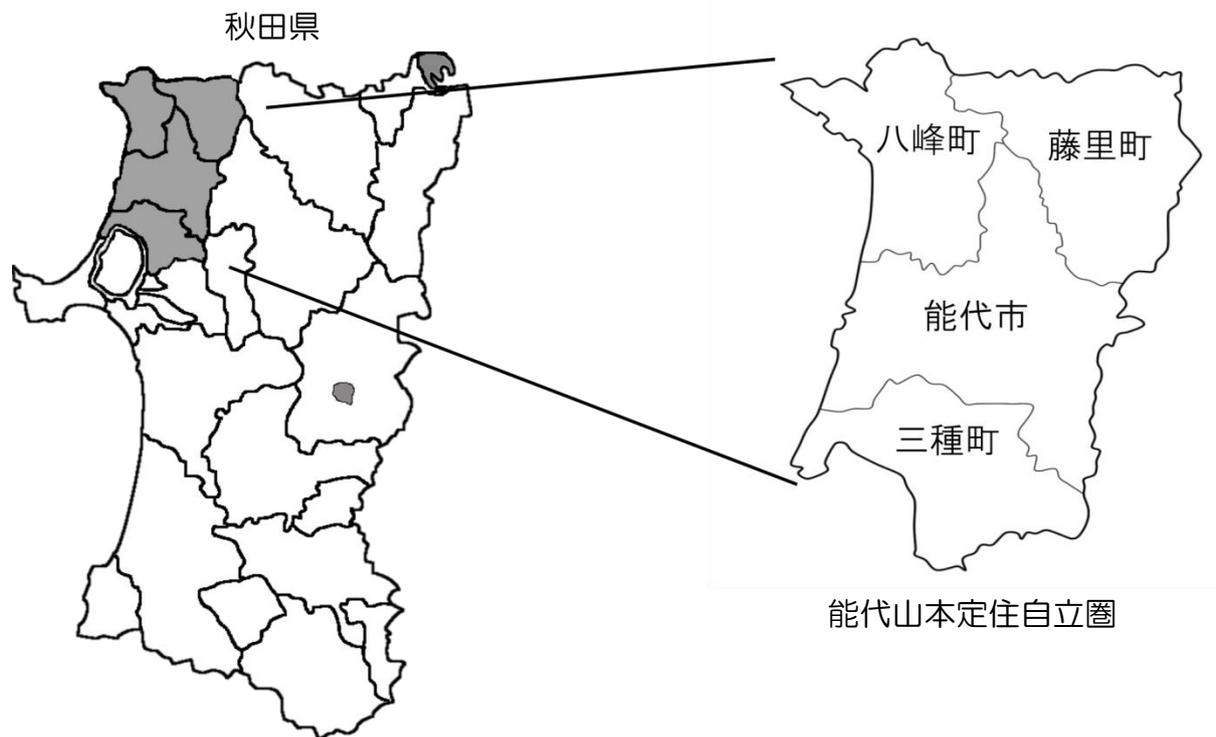 秋田県
八峰町
藤里町
能代市
三種町
能代山本定住自立圏